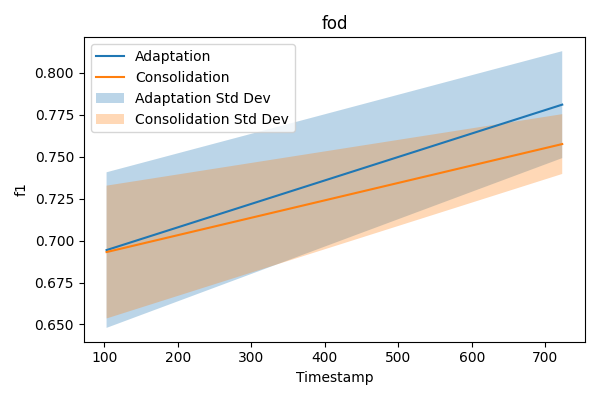 fod
Adaptation
Consolidation
Adaptation Std Dev
Consolidation Std Dev
0.800
0.775
0.750
0.725
0.700
0.675
0.650
f1
100 200 300 400 500 600 700
Timestamp